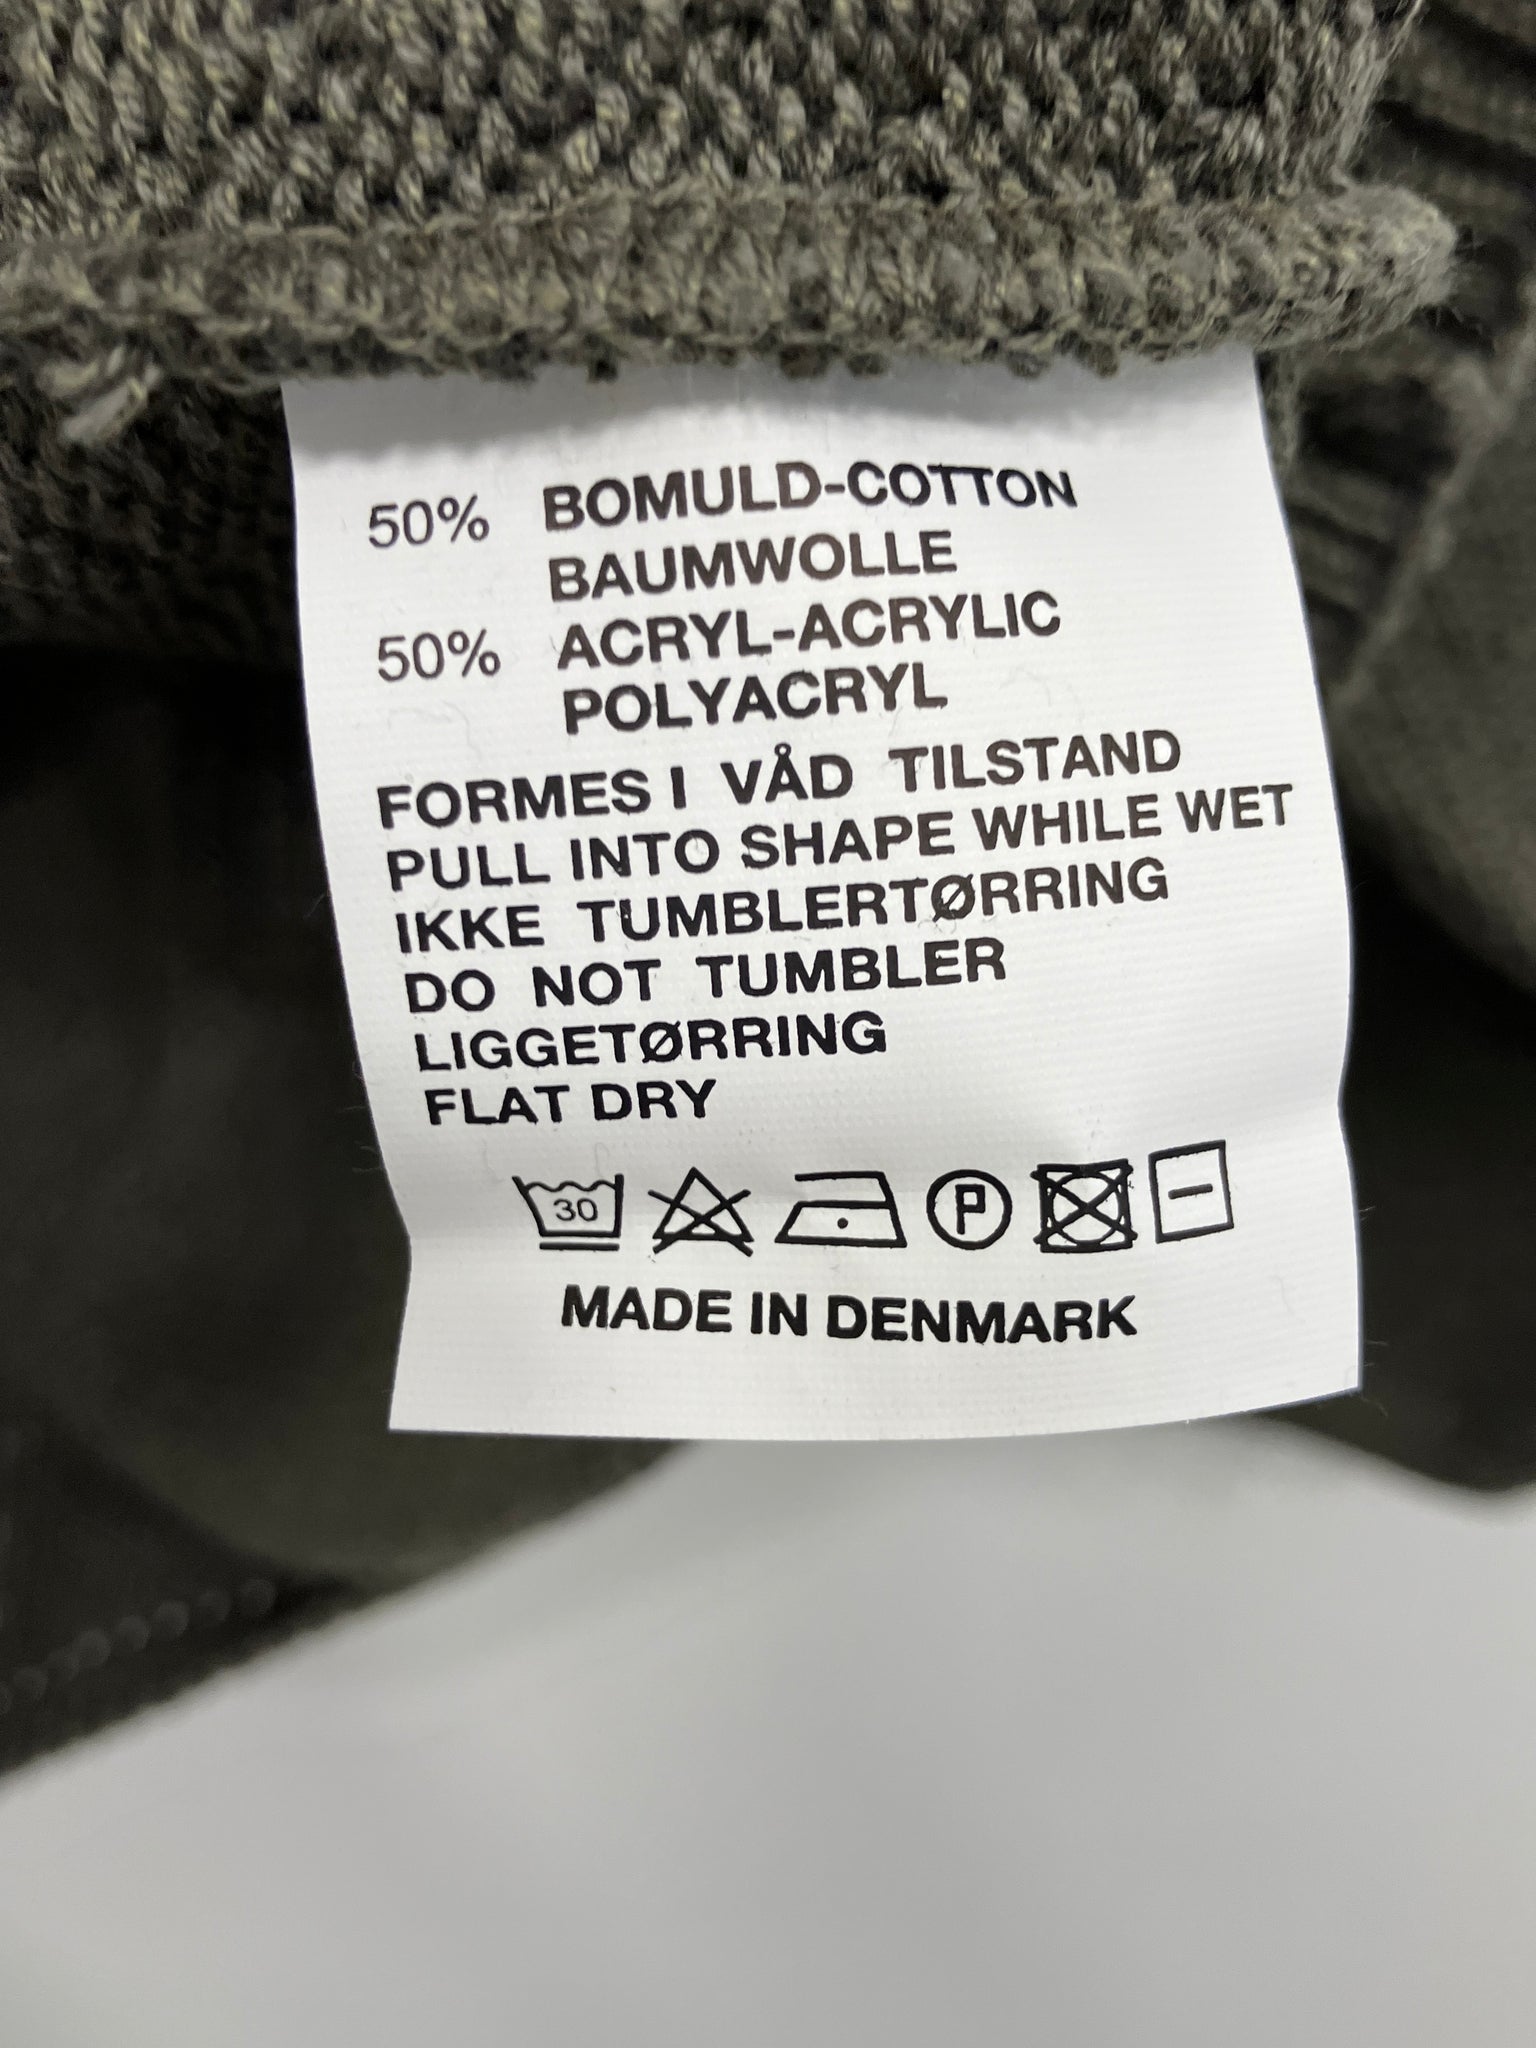 50% BOMULD-COTTON
BAUMWOLLE
50% ACRYL-ACRYLIC
POLYACRYL
FORMES I VÅD TILSTAND
PULL INTO SHAPE WHILE WET
IKKE TUMBLERTØRRING
DO NOT TUMBLER
LIGGETØRRING
FLAT DRY
30 P
MADE IN DENMARK